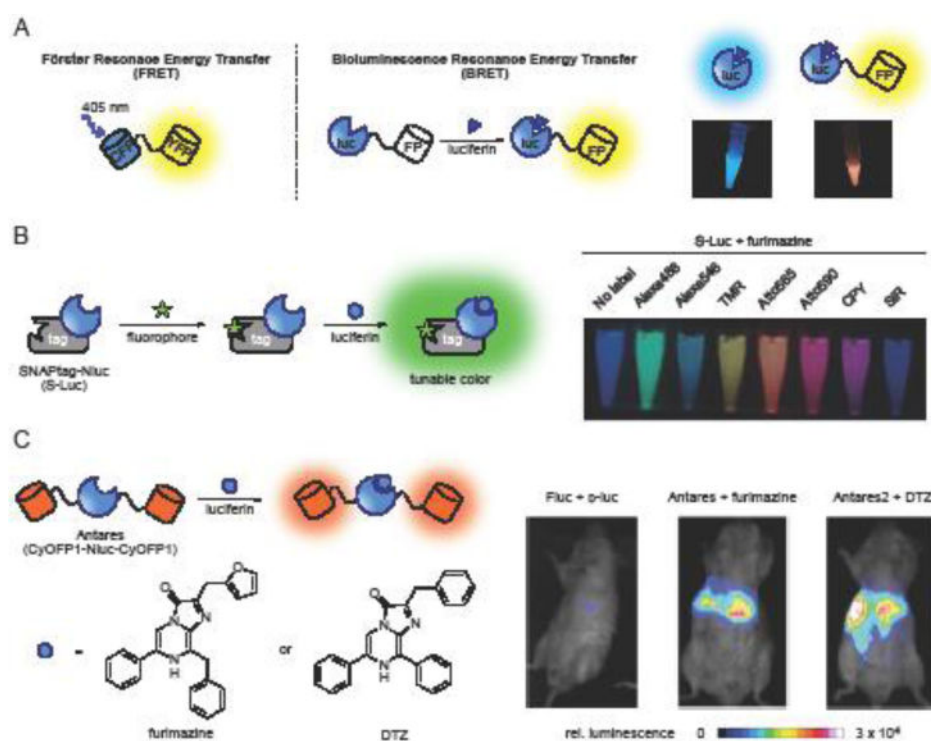 A
Förster Resonace Energy Transfer
(FRET)
Bioluminescence Resonance Energy Transfer
(BRET)
405 nm
CFP
YFP
luc
FP
luciferin
luc
FP
luc
luc
FP
B
S-Luc + furimazine
No label
Alexa488
Alexa546
TMR
Atto565
Atto590
CPY
SiR
tag
fluorophore
tag
luciferin
tag
SNAPtag-Nluc
(S-Luc)
tunable color
C
luciferin
Antares
(CyOFP1-Nluc-CyOFP1)
Fluc + D-luc
Antares + furimazine
Antares2 + DTZ
O
O
N
N
N
H
or
O
N
N
N
H
furimazine
DTZ
rel. luminescence
0